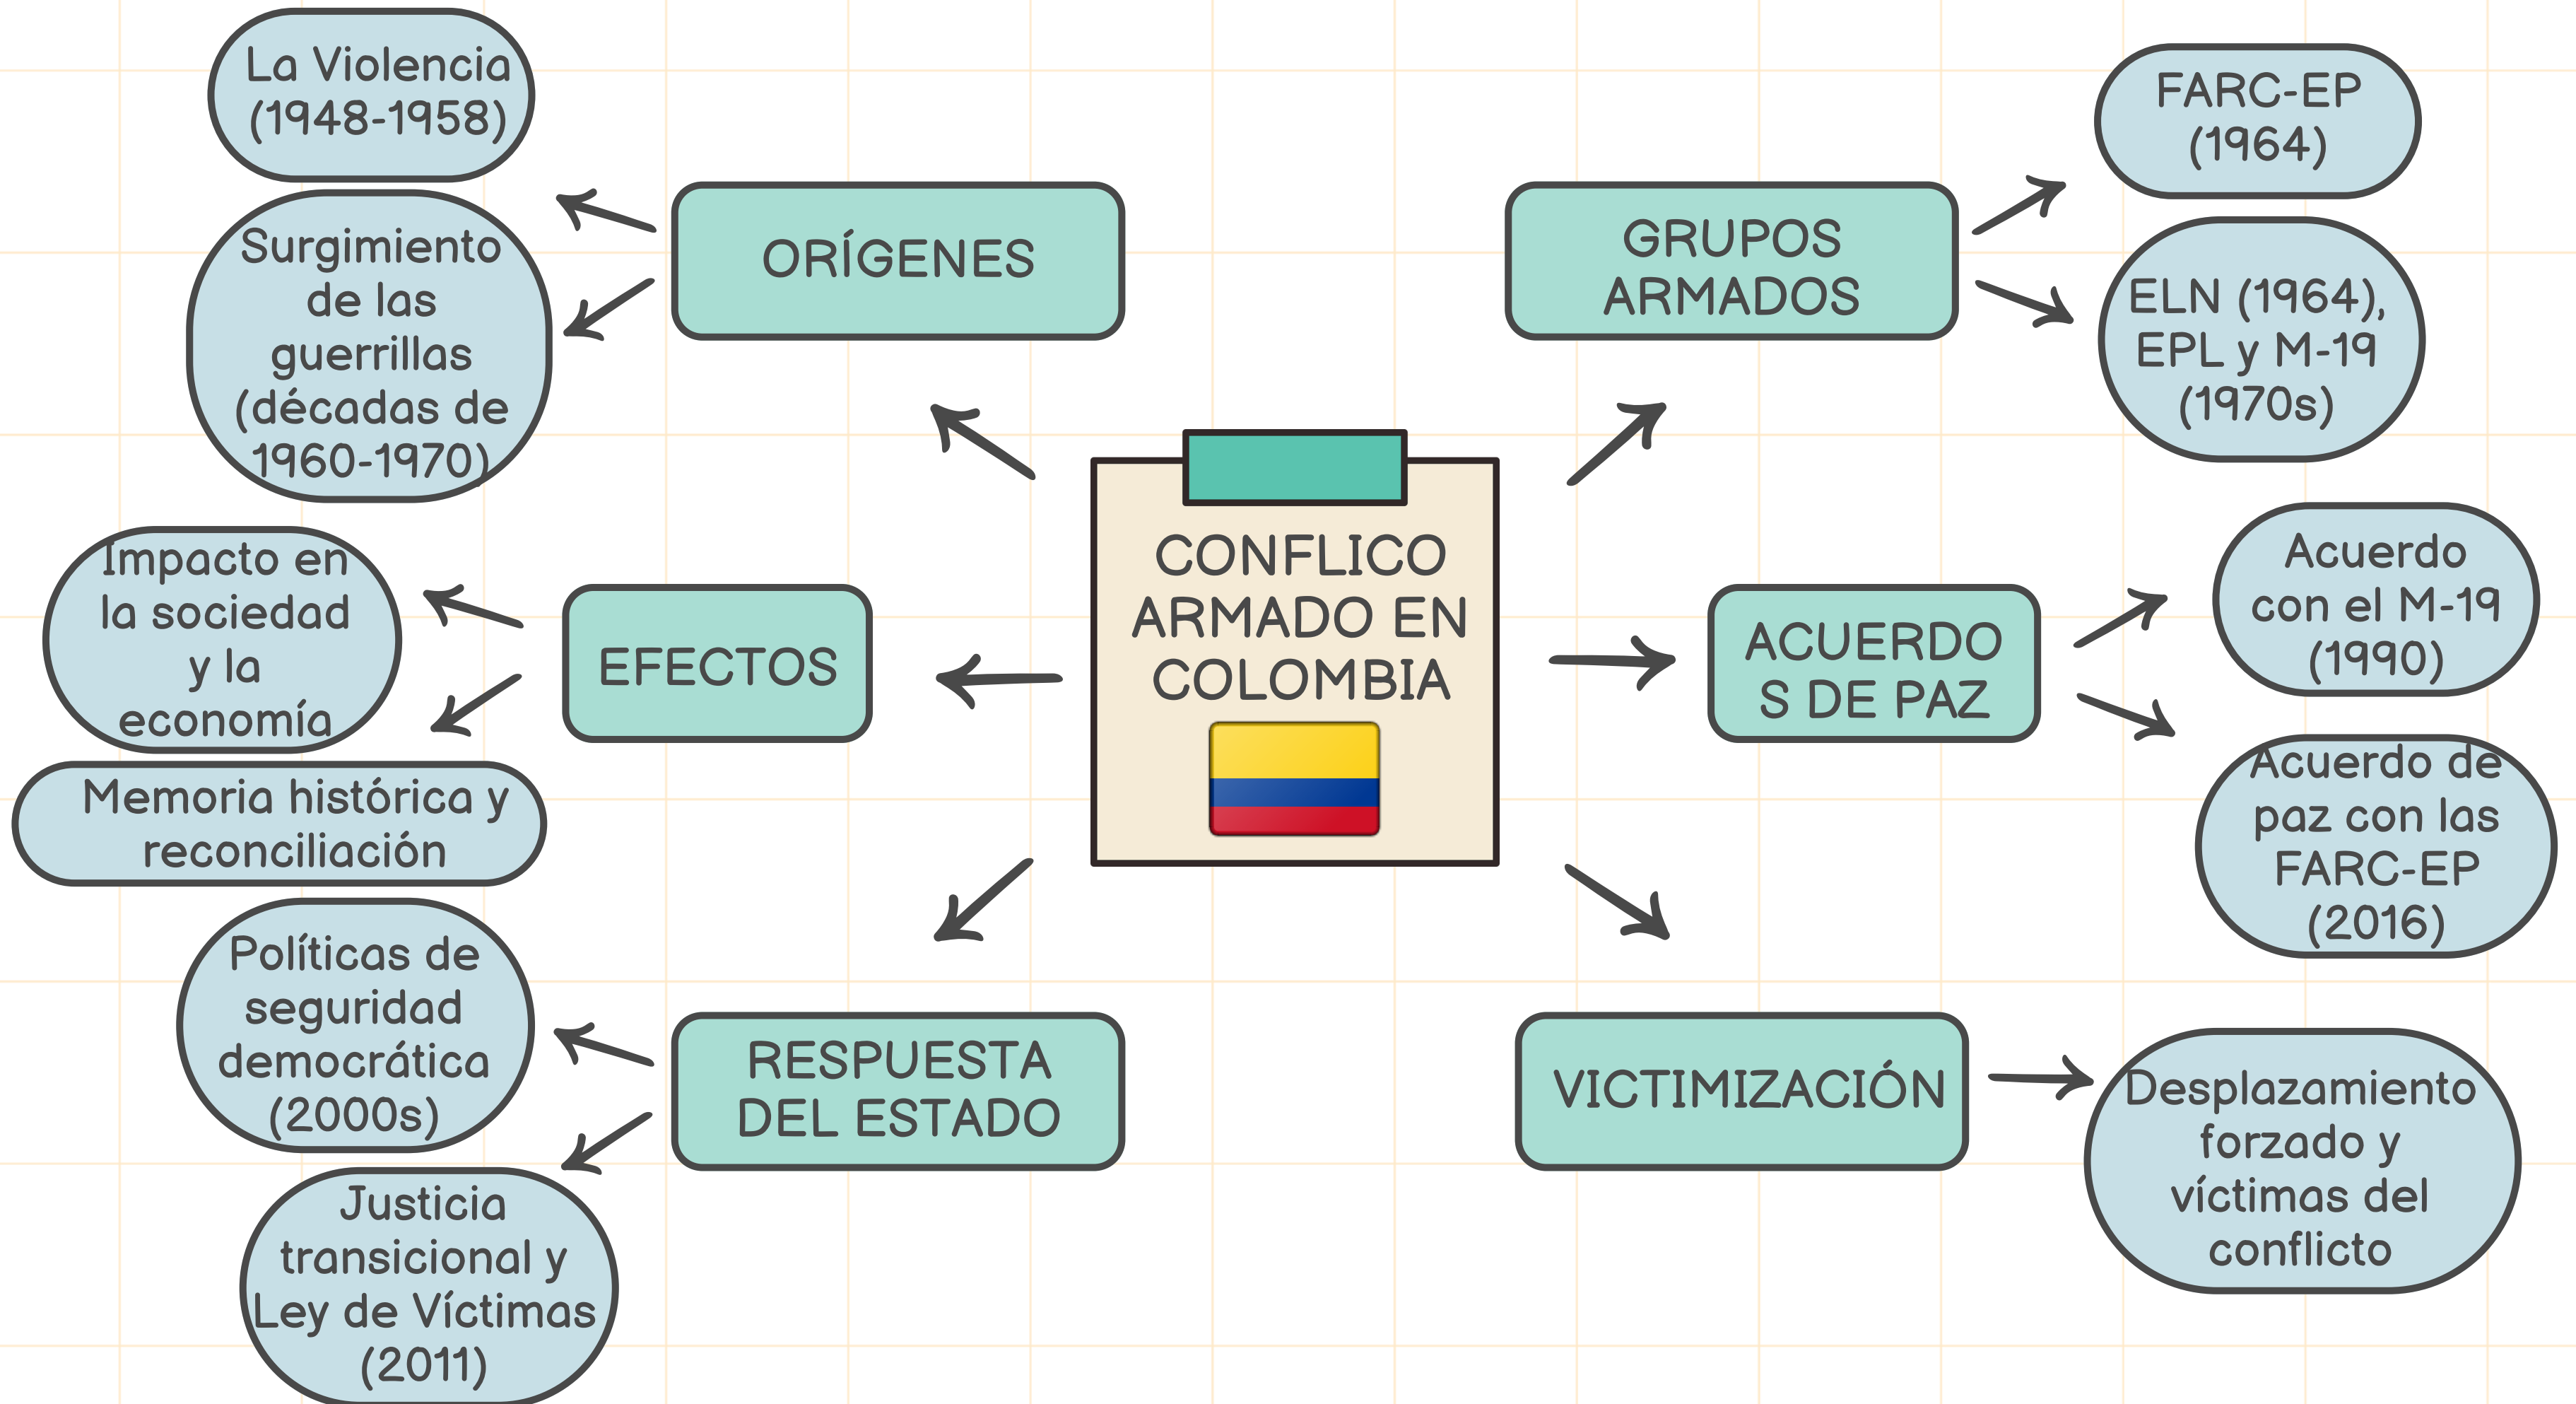 La Violencia
(1948-1958)
Surgimiento
de las
guerrillas
(décadas de
1960-1970)
ORÍGENES
GRUPOS
ARMADOS
FARC-EP
(1964)
ELN (1964),
EPL y M-19
(1970s)
CONFLICO
ARMADO EN
COLOMBIA
Impacto en
la sociedad
y la
economía
Memoria histórica y
reconciliación
EFECTOS
ACUERDO
S DE PAZ
Acuerdo
con el M-19
(1990)
Acuerdo de
paz con las
FARC-EP
(2016)
Políticas de
seguridad
democrática
(2000s)
Justicia
transicional y
Ley de Víctimas
(2011)
RESPUESTA
DEL ESTADO
VICTIMIZACIÓN
Desplazamiento
forzado y
víctimas del
conflicto